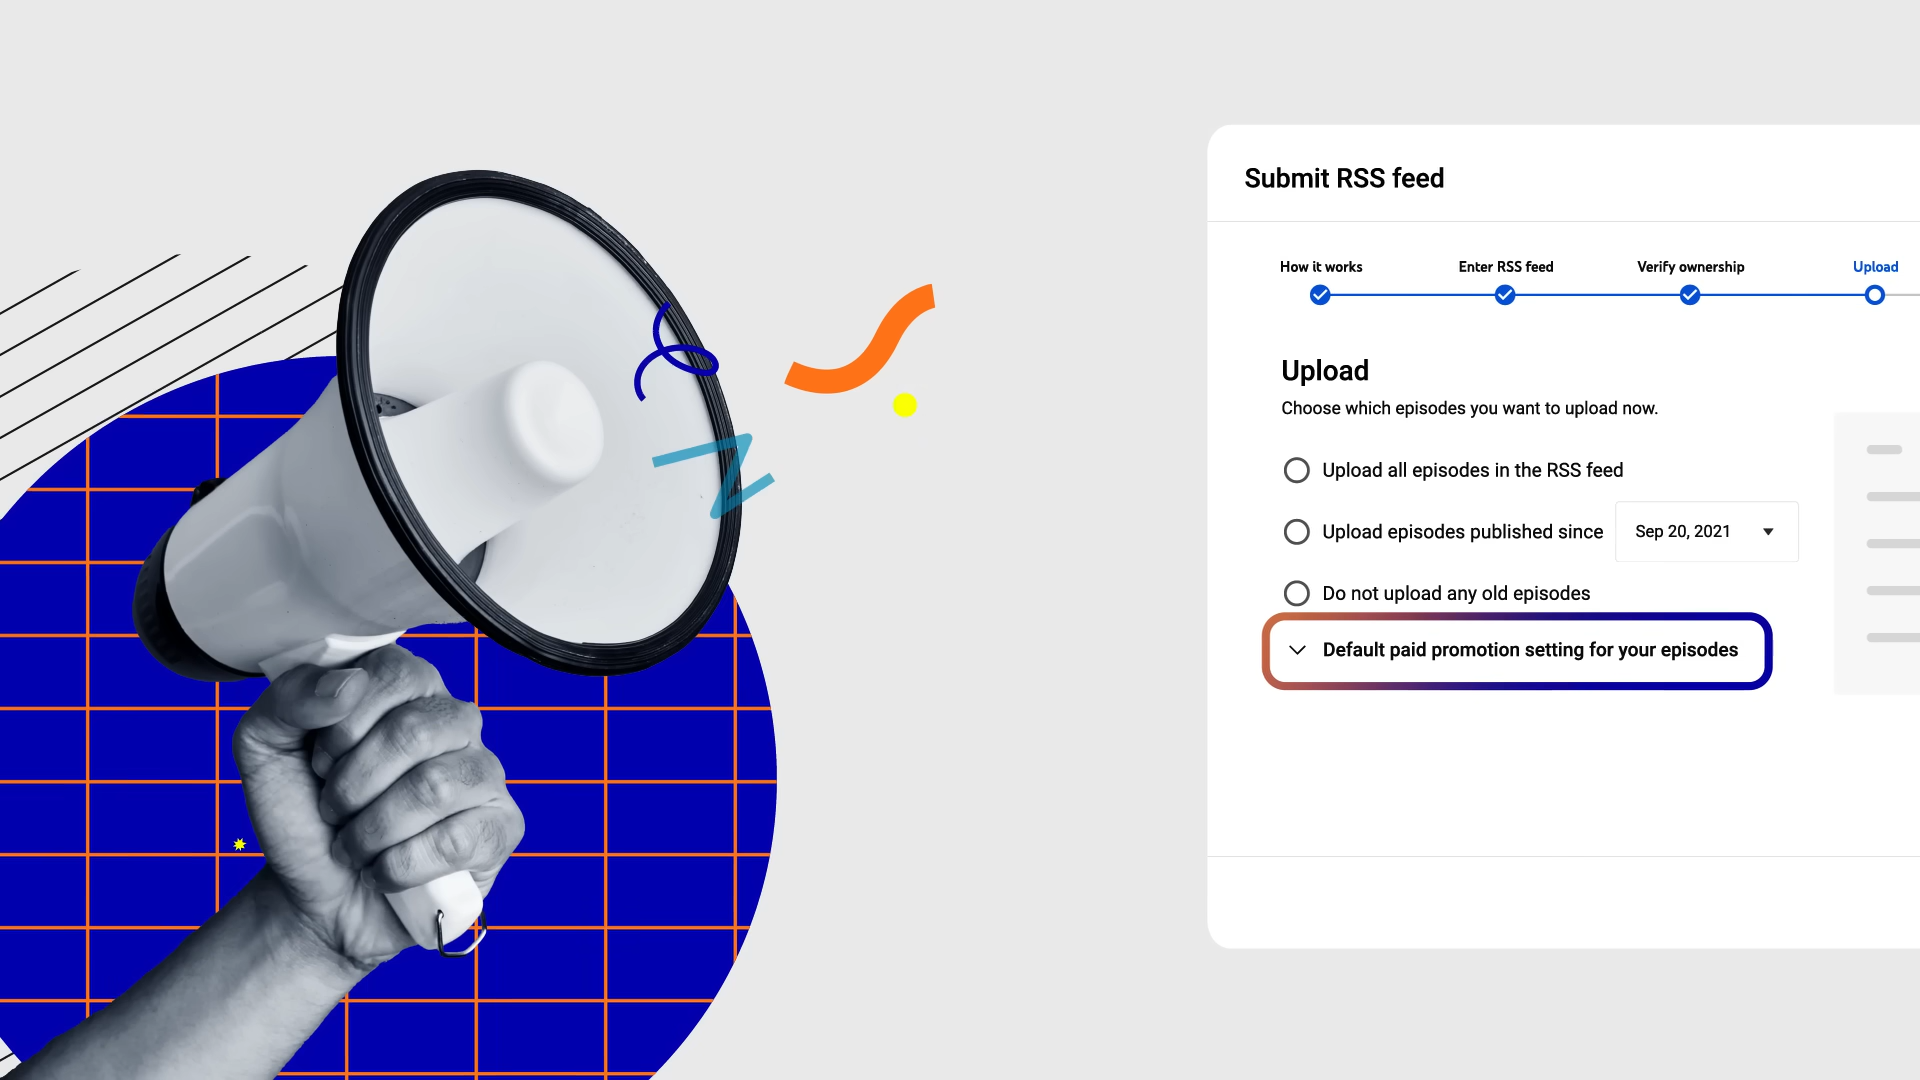 Submit RSS feed
How it works
Enter RSS feed
Verify ownership
Upload
Upload
Choose which episodes you want to upload now.
Upload all episodes in the RSS feed
Upload episodes published since
Sep 20, 2021
Do not upload any old episodes
Default paid promotion setting for your episodes